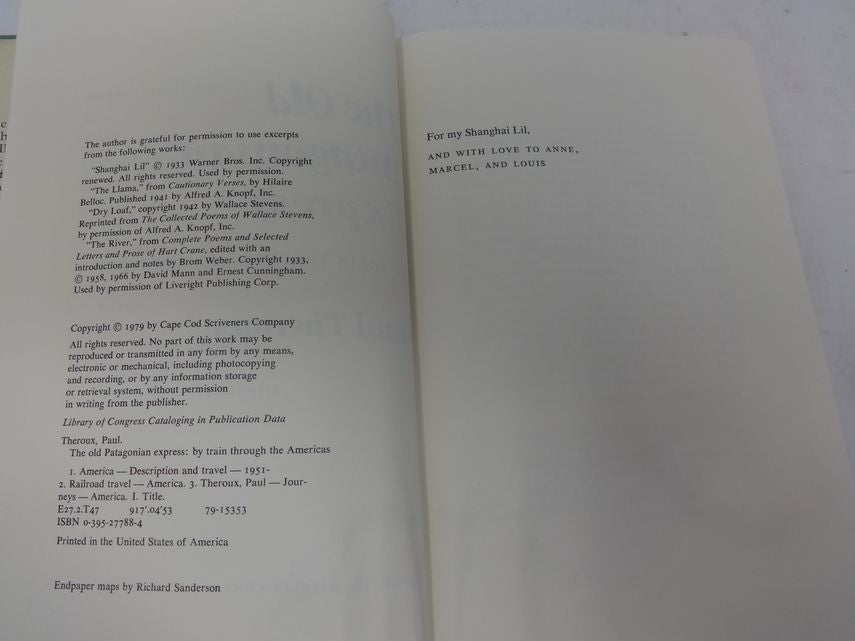 The author is grateful for permission to use excerpts
from the following works:
"Shanghai Lil" © 1933 Warner Bros. Inc. Copyright
renewed. All rights reserved. Used by permission.
"The Llama," from Cautionary Verses, by Hilaire
Belloc. Published 1941 by Alfred A. Knopf, Inc.
"Dry Loaf," copyright 1942 by Wallace Stevens.
Reprinted from The Collected Poems of Wallace Stevens,
by permission of Alfred A. Knopf, Inc.
"The River," from Complete Poems and Selected
Letters and Prose of Hart Crane, edited with an
introduction and notes by Brom Weber. Copyright 1933,
© 1958, 1966 by David Mann and Ernest Cunningham.
Used by permission of Liveright Publishing Corp.
Copyright © 1979 by Cape Cod Scriveners Company
All rights reserved. No part of this work may be
reproduced or transmitted in any form by any means,
electronic or mechanical, including photocopying
and recording, or by any information storage
or retrieval system, without permission
in writing from the publisher.
Library of Congress Cataloging in Publication Data
Theroux, Paul.
The old Patagonian express: by train through the Americas
1. America — Description and travel — 1951-
2. Railroad travel — America. 3. Theroux, Paul — Jour-
neys — America. I. Title.
E27.2.T47 917'.04'53 79-15353
ISBN 0-395-27788-4
Printed in the United States of America
Endpaper maps by Richard Sanderson
For my Shanghai Lil,
AND WITH LOVE TO ANNE,
MARCEL, AND LOUIS